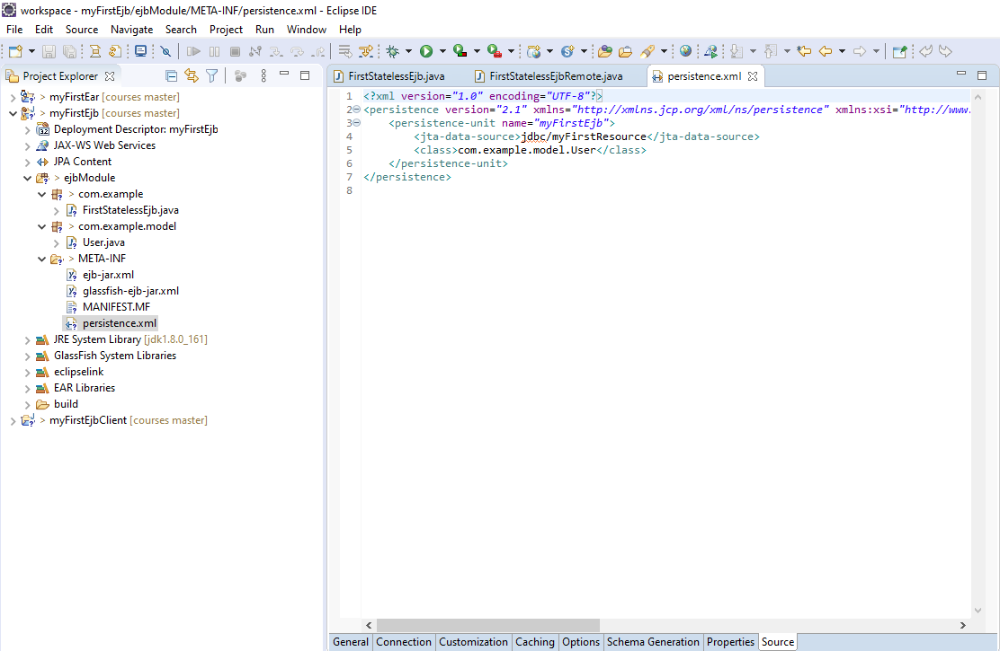 workspace - myFirstEjb/ejbModule/META-INF/persistence.xml - Eclipse IDE
File Edit Source Navigate Search Project Run Window Help
Project Explorer
> myFirstEar [courses master]
> myFirstEjb [courses master]
Deployment Descriptor: myFirstEjb
JAX-WS Web Services
JPA Content
> ejbModule
> com.example
FirstStatelessEjb.java
> com.example.model
User.java
> META-INF
ejb-jar.xml
glassfish-ejb-jar.xml
MANIFEST.MF
persistence.xml
JRE System Library [jdk1.8.0_161]
GlassFish System Libraries
eclipselink
EAR Libraries
build
> myFirstEjbClient [courses master]
FirstStatelessEjb.java FirstStatelessEjbRemote.java persistence.xml
1 <?xml version="1.0" encoding="UTF-8"?>
2 <persistence version="2.1" xmlns="http://xmlns.jcp.org/xml/ns/persistence" xmlns:xsi="http://www.
3 <persistence-unit name="myFirstEjb">
4 <jta-data-source>jdbc/myFirstResource</jta-data-source>
5 <class>com.example.model.User</class>
6 </persistence-unit>
7 </persistence>
8
General Connection Customization Caching Options Schema Generation Properties Source